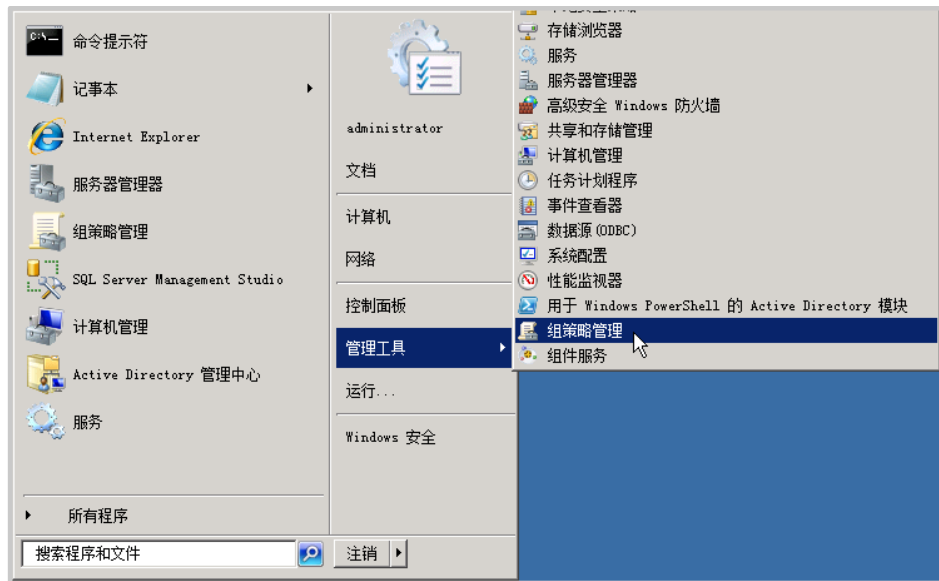 命令提示符
记事本
Internet Explorer
服务器管理器
组策略管理
SQL Server Management Studio
计算机管理
Active Directory 管理中心
服务
所有程序
搜索程序和文件
administrator
文档
计算机
网络
控制面板
管理工具
运行...
Windows 安全
注销
存储浏览器
服务
服务器管理器
高级安全 Windows 防火墙
共享和存储管理
计算机管理
任务计划程序
事件查看器
数据源(ODBC)
系统配置
性能监视器
用于 Windows PowerShell 的 Active Directory 模块
组策略管理
组件服务